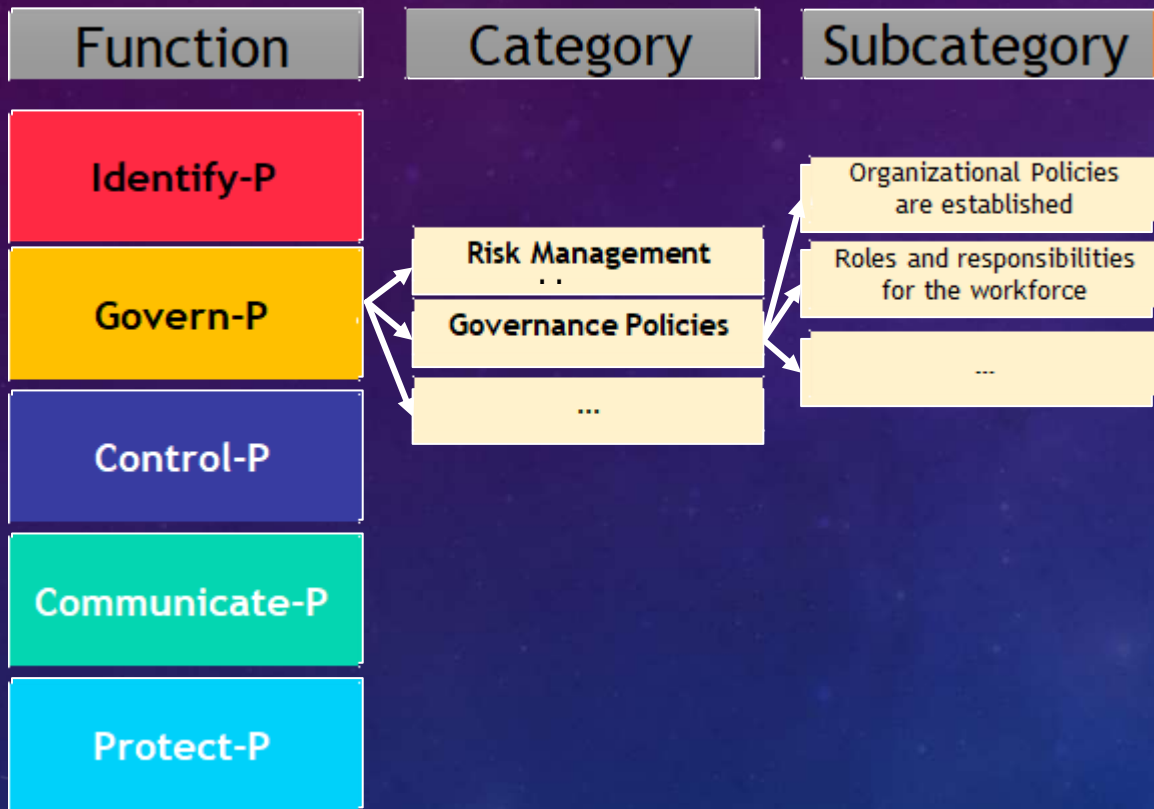 Function
Category
Subcategory
Identify-P
Govern-P
Control-P
Communicate-P
Protect-P
Risk Management
Governance Policies
...
Organizational Policies
are established
Roles and responsibilities
for the workforce
...